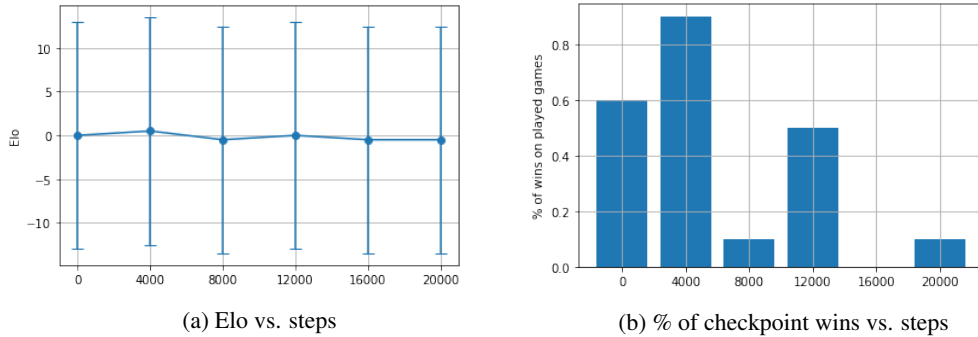 10
5
0
−5
−10
Elo
0 4000 8000 12000 16000 20000
(a) Elo vs. steps
0.8
0.6
0.4
0.2
0.0
% of wins on played games
0 4000 8000 12000 16000 20000
(b) % of checkpoint wins vs. steps